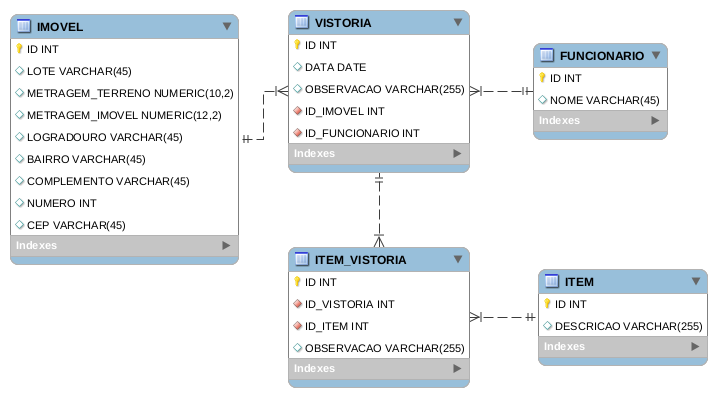 IMOVEL
ID INT
LOTE VARCHAR(45)
METRAGEM_TERRENO NUMERIC(10,2)
METRAGEM_IMOVEL NUMERIC(12,2)
LOGRADOURO VARCHAR(45)
BAIRRO VARCHAR(45)
COMPLEMENTO VARCHAR(45)
NUMERO INT
CEP VARCHAR(45)
Indexes
VISTORIA
ID INT
DATA DATE
OBSERVACAO VARCHAR(255)
ID_IMOVEL INT
ID_FUNCIONARIO INT
Indexes
FUNCIONARIO
ID INT
NOME VARCHAR(45)
Indexes
ITEM_VISTORIA
ID INT
ID_VISTORIA INT
ID_ITEM INT
OBSERVACAO VARCHAR(255)
Indexes
ITEM
ID INT
DESCRICAO VARCHAR(255)
Indexes